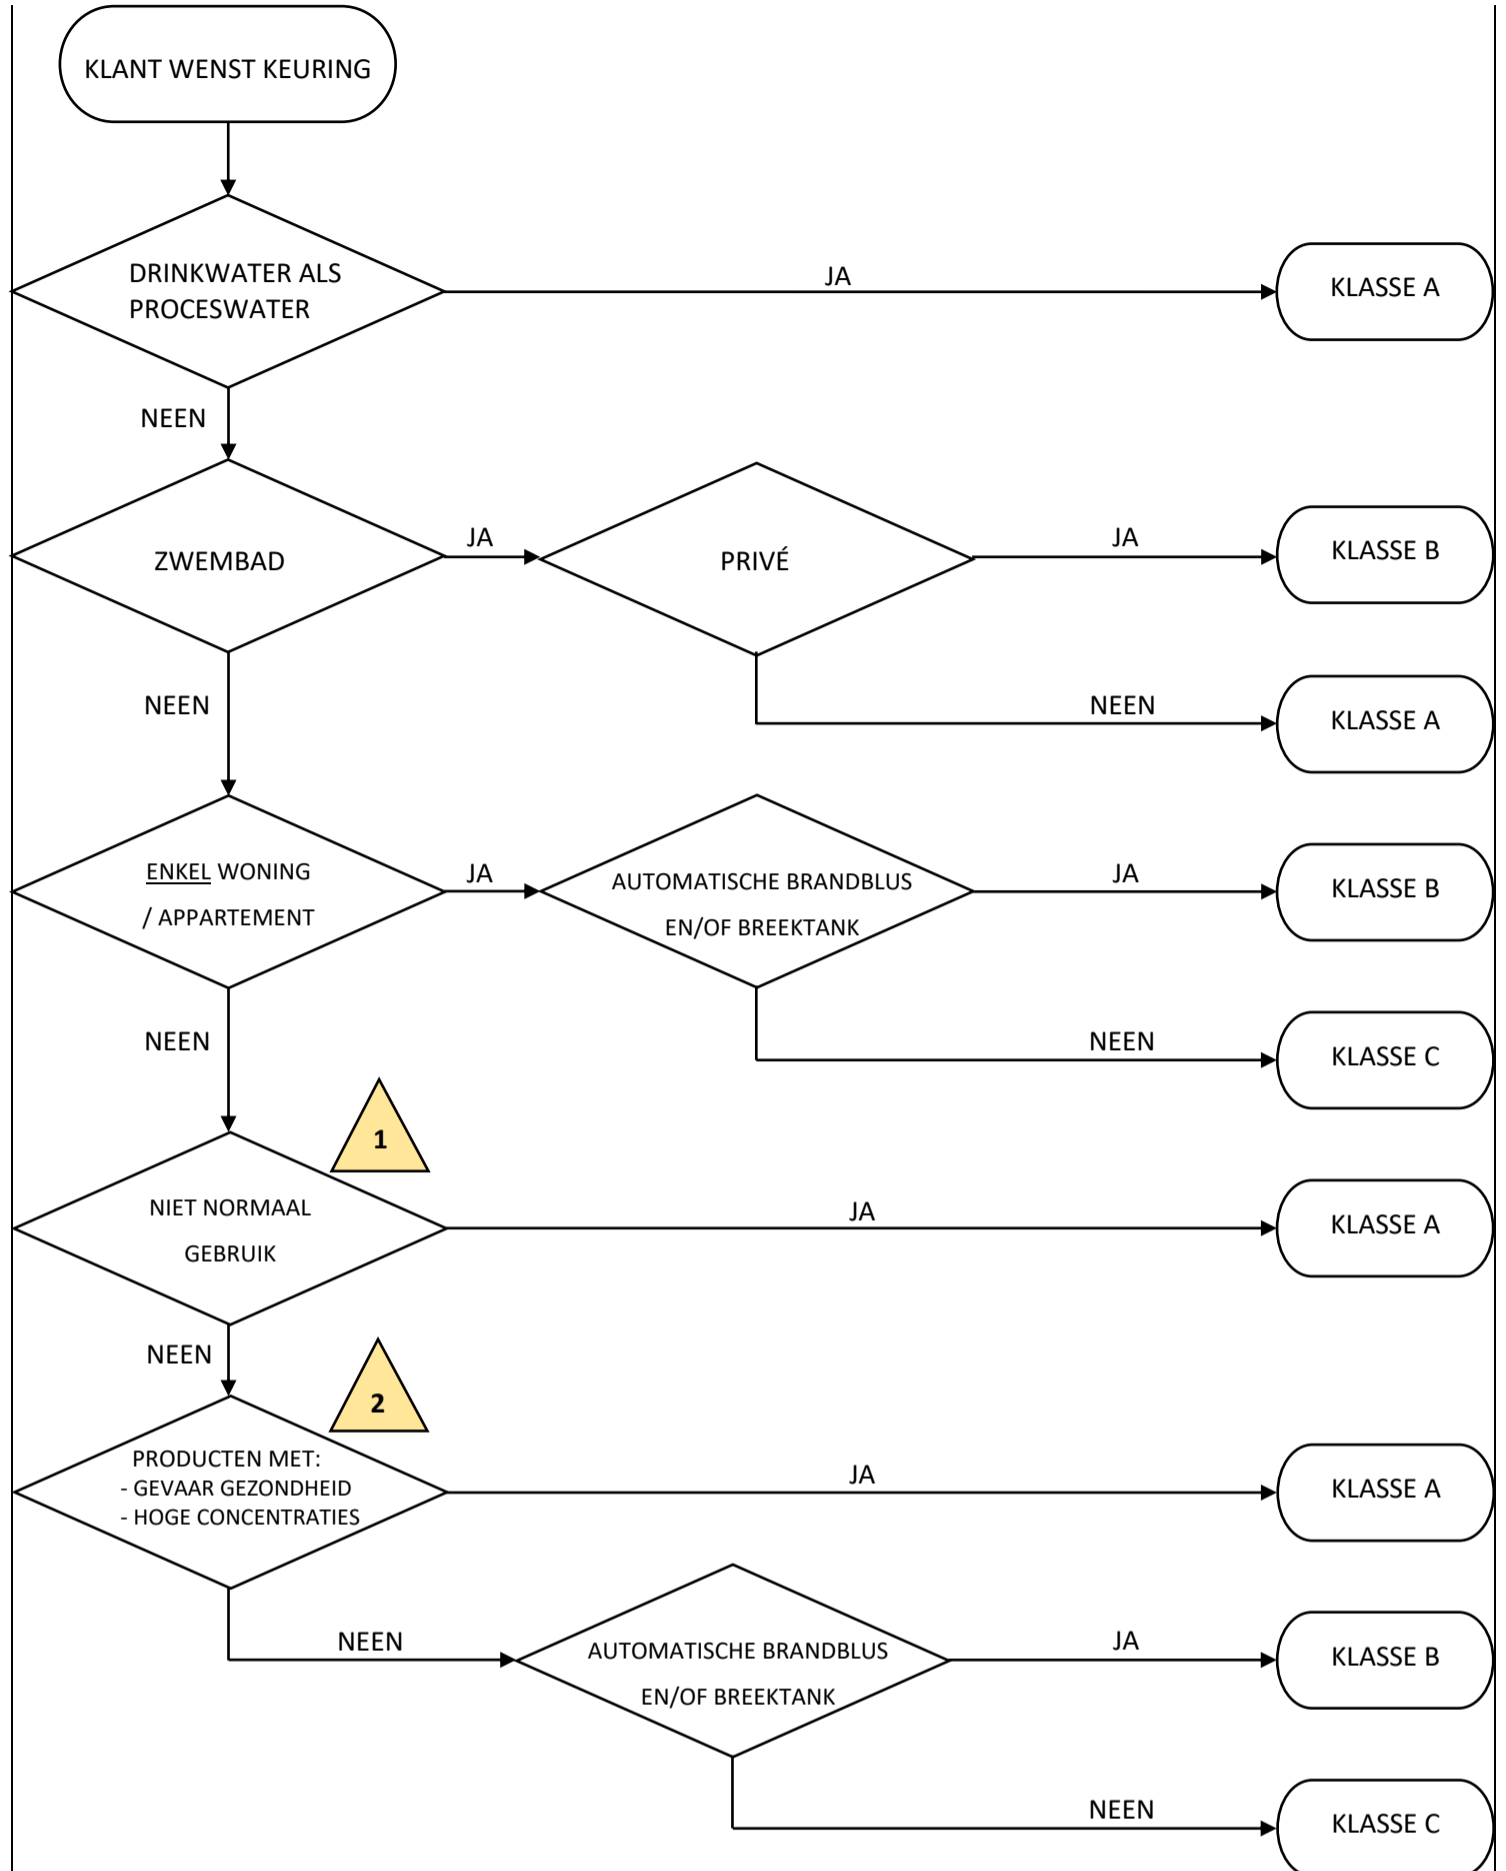 KLANT WENST KEURING
DRINKWATER ALS
PROCESWATER
JA
KLASSE A
NEEN
ZWEMBAD
JA
PRIVÉ
JA
KLASSE B
NEEN
NEEN
KLASSE A
ENKEL WONING
/ APPARTEMENT
JA
AUTOMATISCHE BRANDBLUS
EN/OF BREEKTANK
JA
KLASSE B
NEEN
NEEN
KLASSE C
1
NIET NORMAAL
GEBRUIK
JA
KLASSE A
NEEN
2
PRODUCTEN MET:
- GEVAAR GEZONDHEID
- HOGE CONCENTRATIES
JA
KLASSE A
NEEN
AUTOMATISCHE BRANDBLUS
EN/OF BREEKTANK
JA
KLASSE B
NEEN
KLASSE C